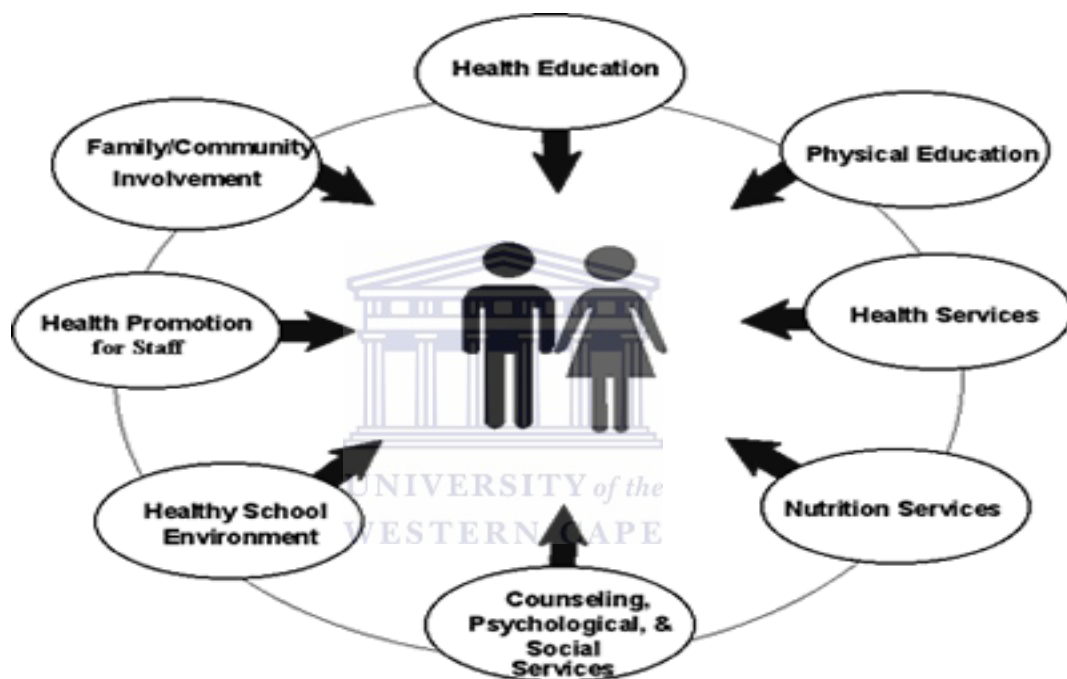 Health Education
Family/Community
Involvement
Physical Education
Health Promotion
for Staff
Health Services
Healthy School
Environment
Nutrition Services
Counseling,
Psychological, &
Social
Services
UNIVERSITY of the
WESTERN CAPE